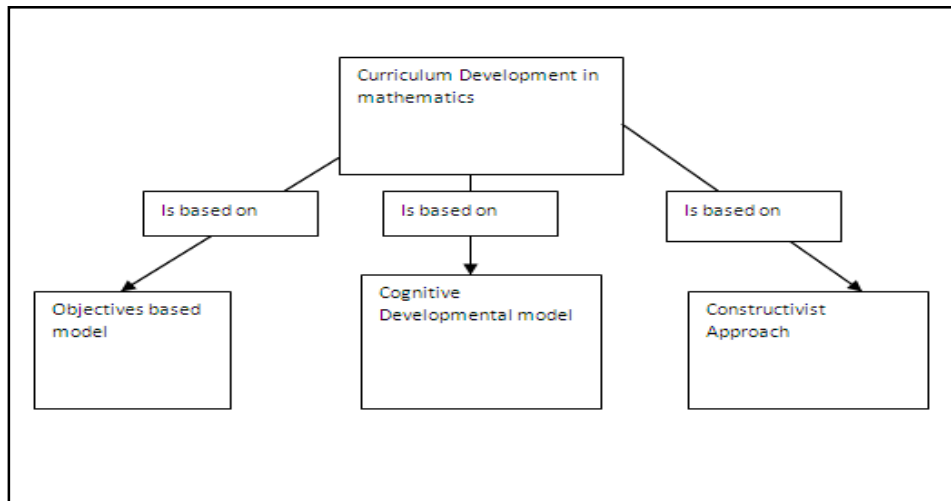 Curriculum Development in
mathematics
Is based on
Is based on
Is based on
Objectives based
model
Cognitive
Developmental model
Constructivist
Approach